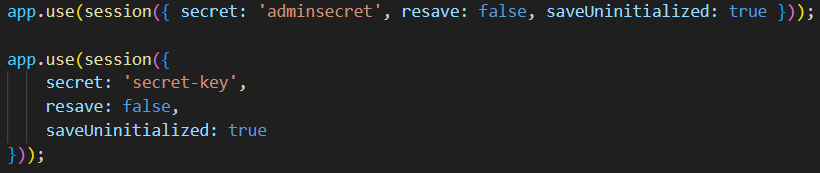 app.use(session({ secret: 'adminsecret', resave: false, saveUninitialized: true }));
app.use(session({
    secret: 'secret-key',
    resave: false,
    saveUninitialized: true
}));